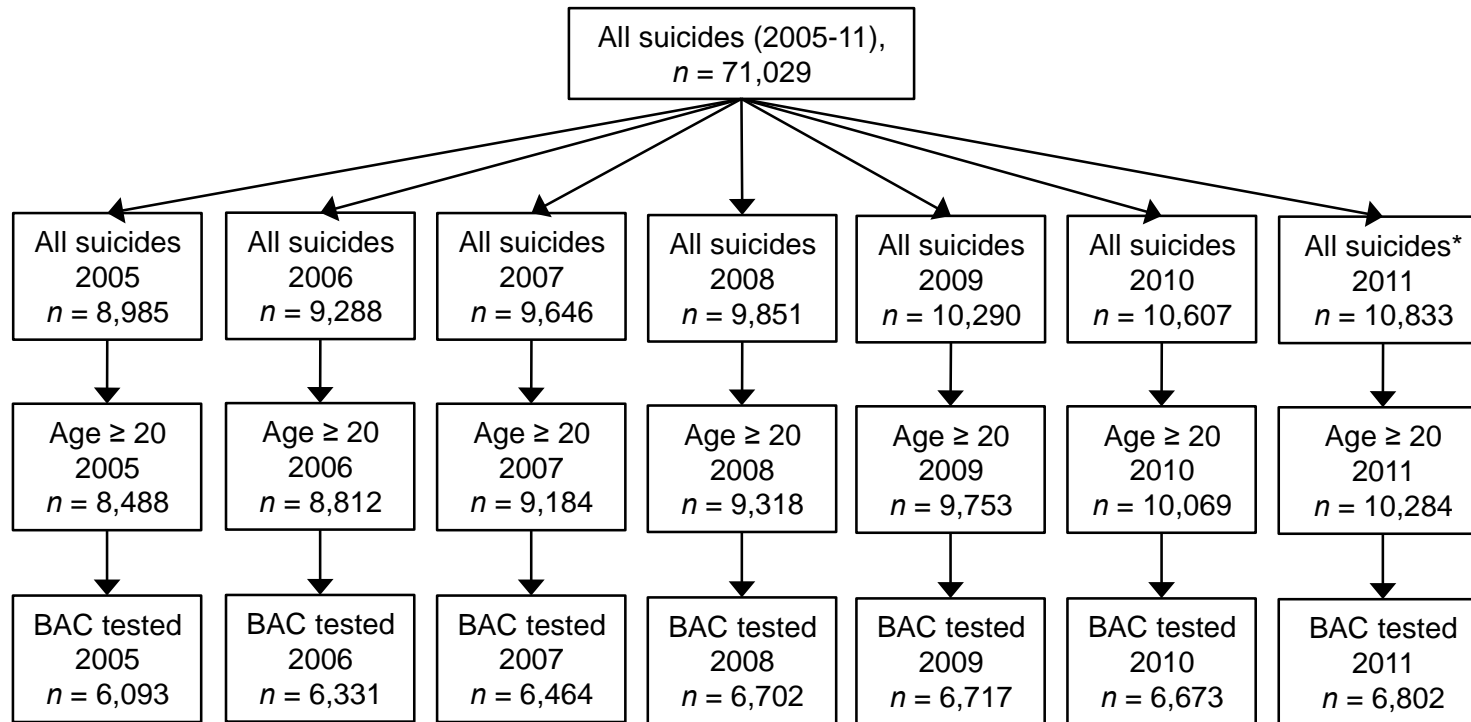 All suicides (2005-11),
n = 71,029
All suicides
2005
n = 8,985
All suicides
2006
n = 9,288
All suicides
2007
n = 9,646
All suicides
2008
n = 9,851
All suicides
2009
n = 10,290
All suicides
2010
n = 10,607
All suicides*
2011
n = 10,833
Age ≥ 20
2005
n = 8,488
Age ≥ 20
2006
n = 8,812
Age ≥ 20
2007
n = 9,184
Age ≥ 20
2008
n = 9,318
Age ≥ 20
2009
n = 9,753
Age ≥ 20
2010
n = 10,069
Age ≥ 20
2011
n = 10,284
BAC tested
2005
n = 6,093
BAC tested
2006
n = 6,331
BAC tested
2007
n = 6,464
BAC tested
2008
n = 6,702
BAC tested
2009
n = 6,717
BAC tested
2010
n = 6,673
BAC tested
2011
n = 6,802